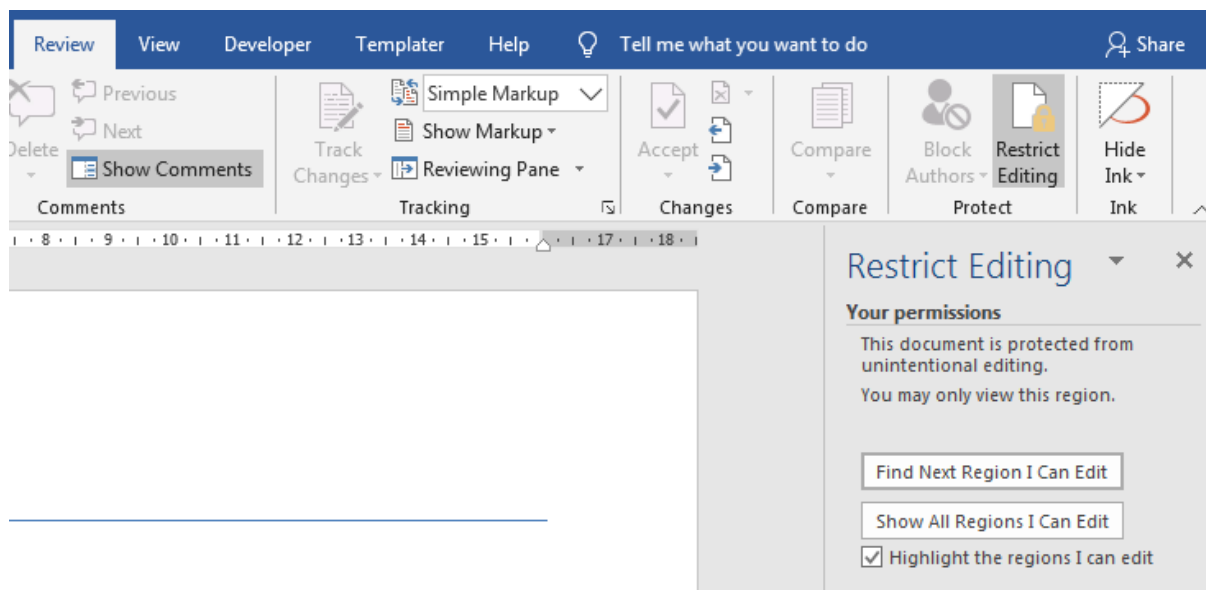 Review View Developer Templater Help Tell me what you want to do Share
Previous
Next
Delete
Show Comments
Comments
Track
Changes
Simple Markup
Show Markup
Reviewing Pane
Tracking
Accept
Changes
Compare
Compare
Block
Authors
Restrict
Editing
Protect
Hide
Ink
Ink
8 9 10 11 12 13 14 15 17 18
Restrict Editing
Your permissions
This document is protected from
unintentional editing.
You may only view this region.
Find Next Region I Can Edit
Show All Regions I Can Edit
Highlight the regions I can edit